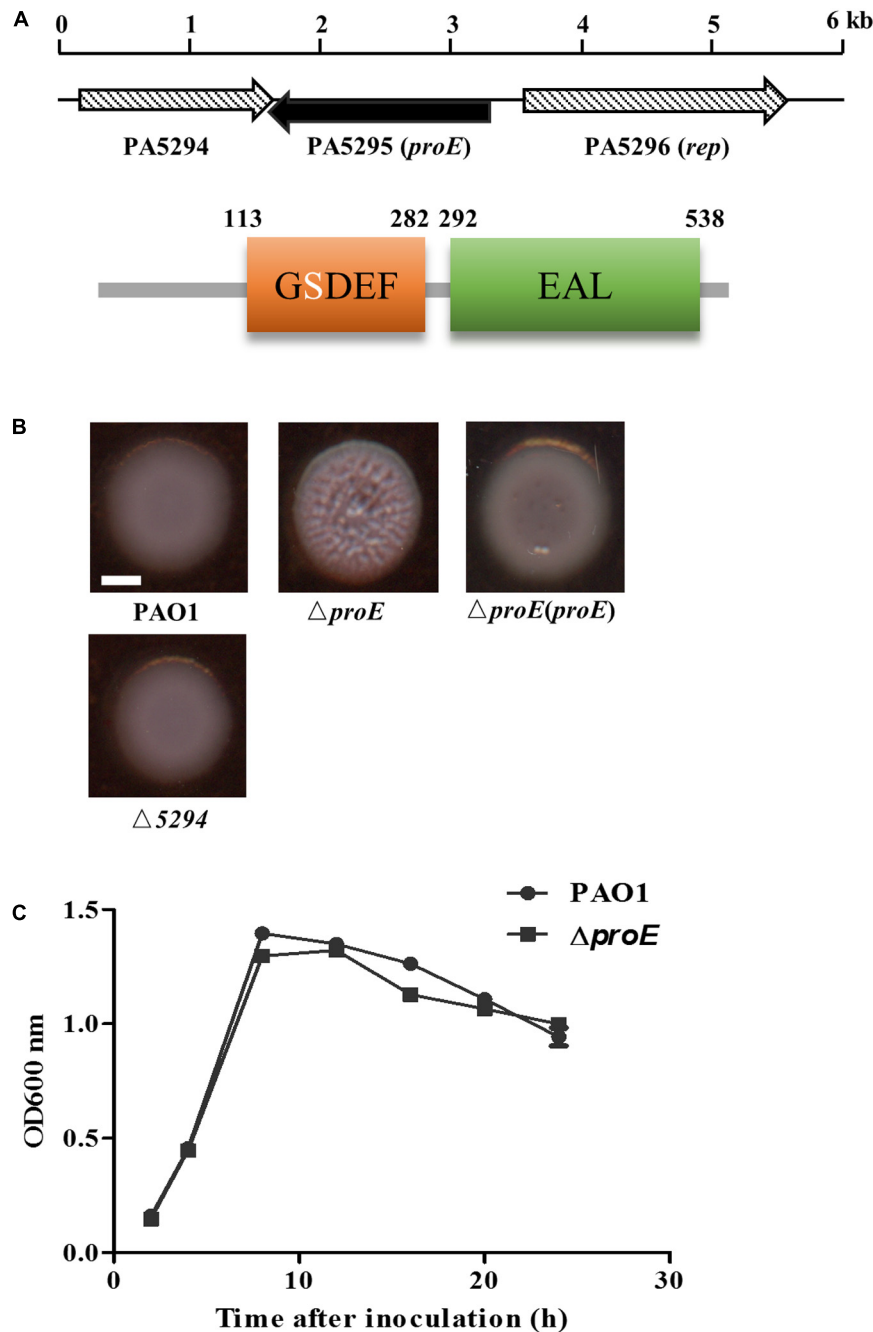 A
0 1 2 3 4 5 6 kb
PA5294 PA5295 (proE) PA5296 (rep)
113 282 292 538
GSDEF EAL
B
PAO1 △proE △proE(proE)
△5294
C
PAO1
ΔproE
1.5
1.0
0.5
0.0
OD600 nm
0 10 20 30
Time after inoculation (h)